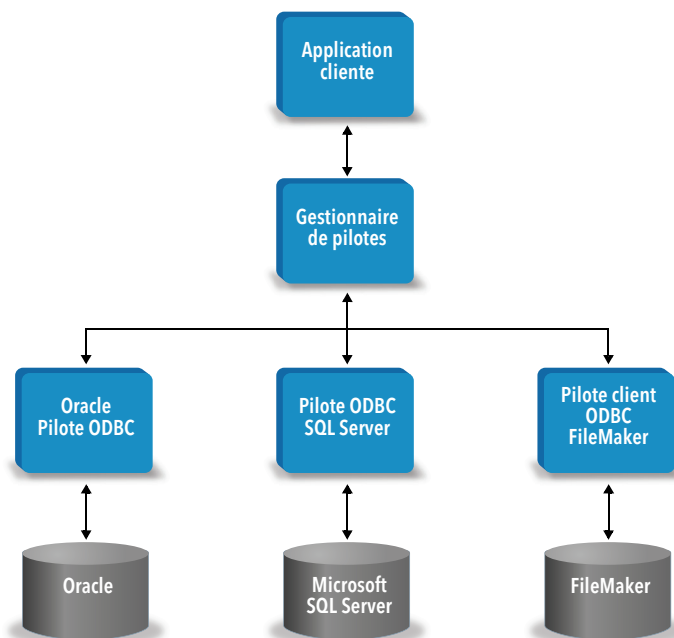 Application
cliente
Gestionnaire
de pilotes
Oracle
Pilote ODBC
Pilote ODBC
SQL Server
Pilote client
ODBC
FileMaker
Oracle
Microsoft
SQL Server
FileMaker